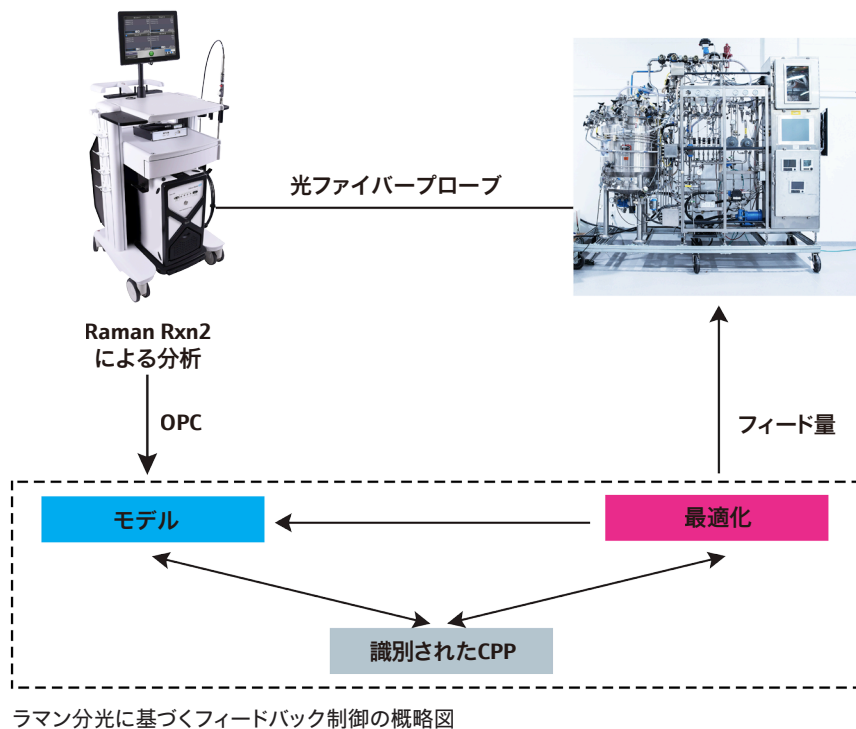 光ファイバープローブ
Raman Rxn2
による分析
OPC
フィード量
モデル
最適化
識別されたCPP
ラマン分光に基づくフィードバック制御の概略図